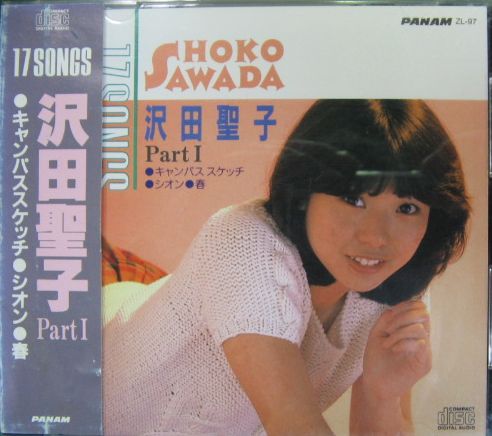 COMPACT
disc
DIGITAL AUDIO
17 SONGS
沢田聖子
Part I
●キャンバススケッチ●シオン●春
PANAM
17 SONGS
PANAM ZL-97
SHOKO
SAWADA
沢田聖子
Part I
●キャンバス スケッチ
●シオン●春
COMPACT
disc
DIGITAL AUDIO